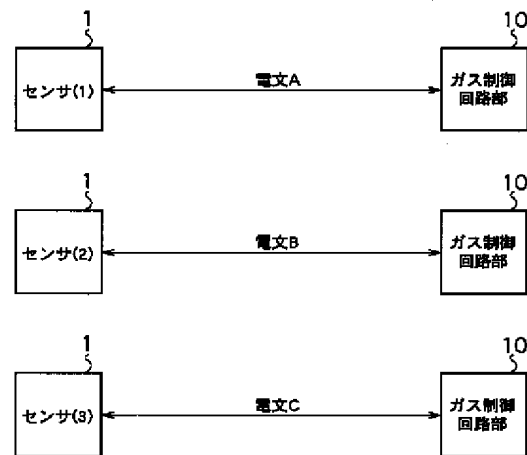 1
10
センサ(1)
電文A
ガス制御
回路部
1
10
センサ(2)
電文B
ガス制御
回路部
1
10
センサ(3)
電文C
ガス制御
回路部